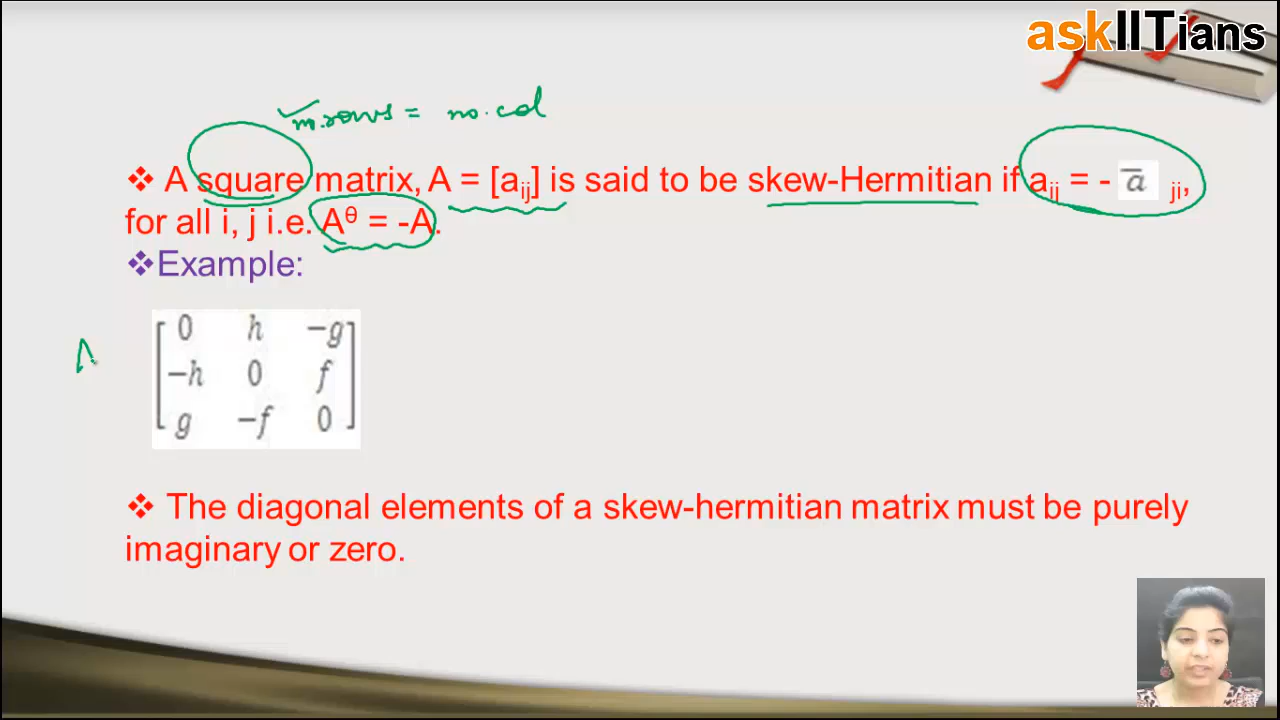 askIITians
no.rows = no.col
❖ A square matrix, A = [aij] is said to be skew-Hermitian if aij = - a̅ ji,
for all i, j i.e. Aᶿ = -A.
❖Example:
0 h -g
A -h 0 f
g -f 0
❖ The diagonal elements of a skew-hermitian matrix must be purely
imaginary or zero.